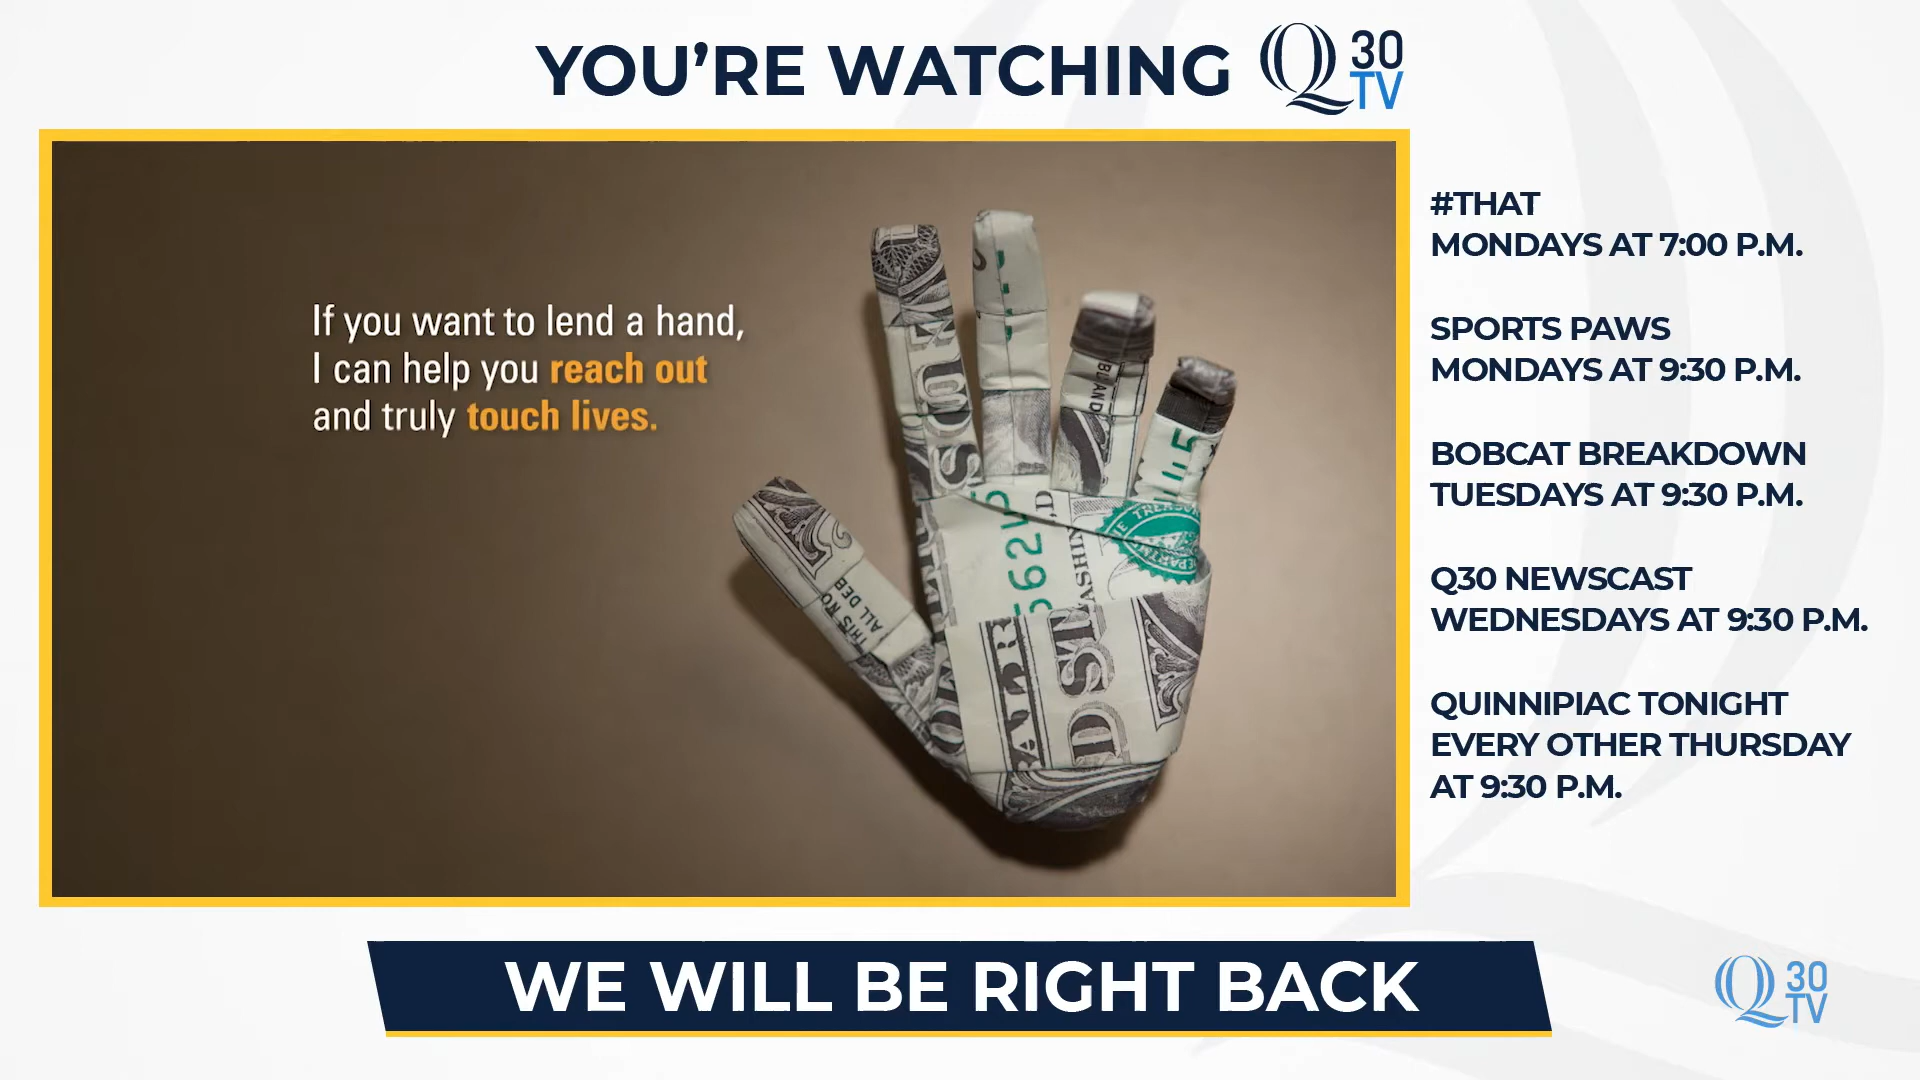 YOU'RE WATCHING Q 30 TV
If you want to lend a hand,
I can help you reach out
and truly touch lives.
#THAT
MONDAYS AT 7:00 P.M.
SPORTS PAWS
MONDAYS AT 9:30 P.M.
BOBCAT BREAKDOWN
TUESDAYS AT 9:30 P.M.
Q30 NEWSCAST
WEDNESDAYS AT 9:30 P.M.
QUINNIPIAC TONIGHT
EVERY OTHER THURSDAY
AT 9:30 P.M.
WE WILL BE RIGHT BACK
Q 30 TV